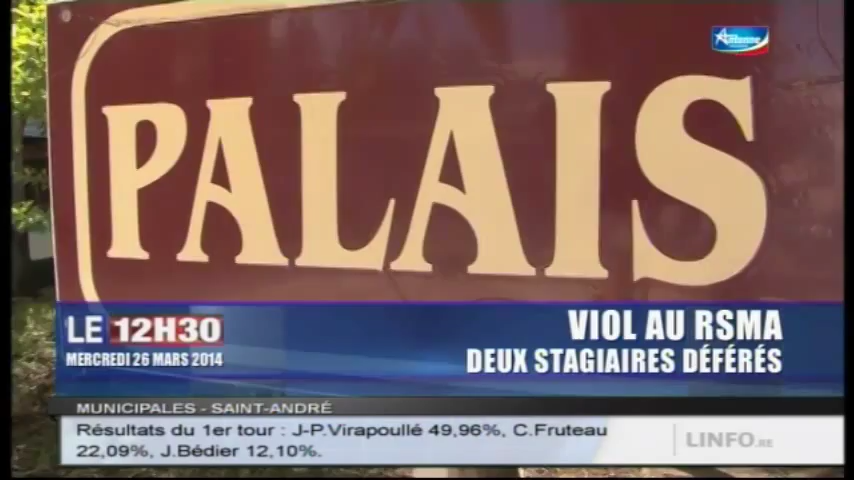 Antenne
PALAIS
LE 12H30
MERCREDI 26 MARS 2014
VIOL AU RSMA
DEUX STAGIAIRES DÉFÉRÉS
MUNICIPALES - SAINT-ANDRÉ
Résultats du 1er tour : J-P.Virapoullé 49,96%, C.Fruteau
22,09%, J.Bédier 12,10%.
LINFO.RE